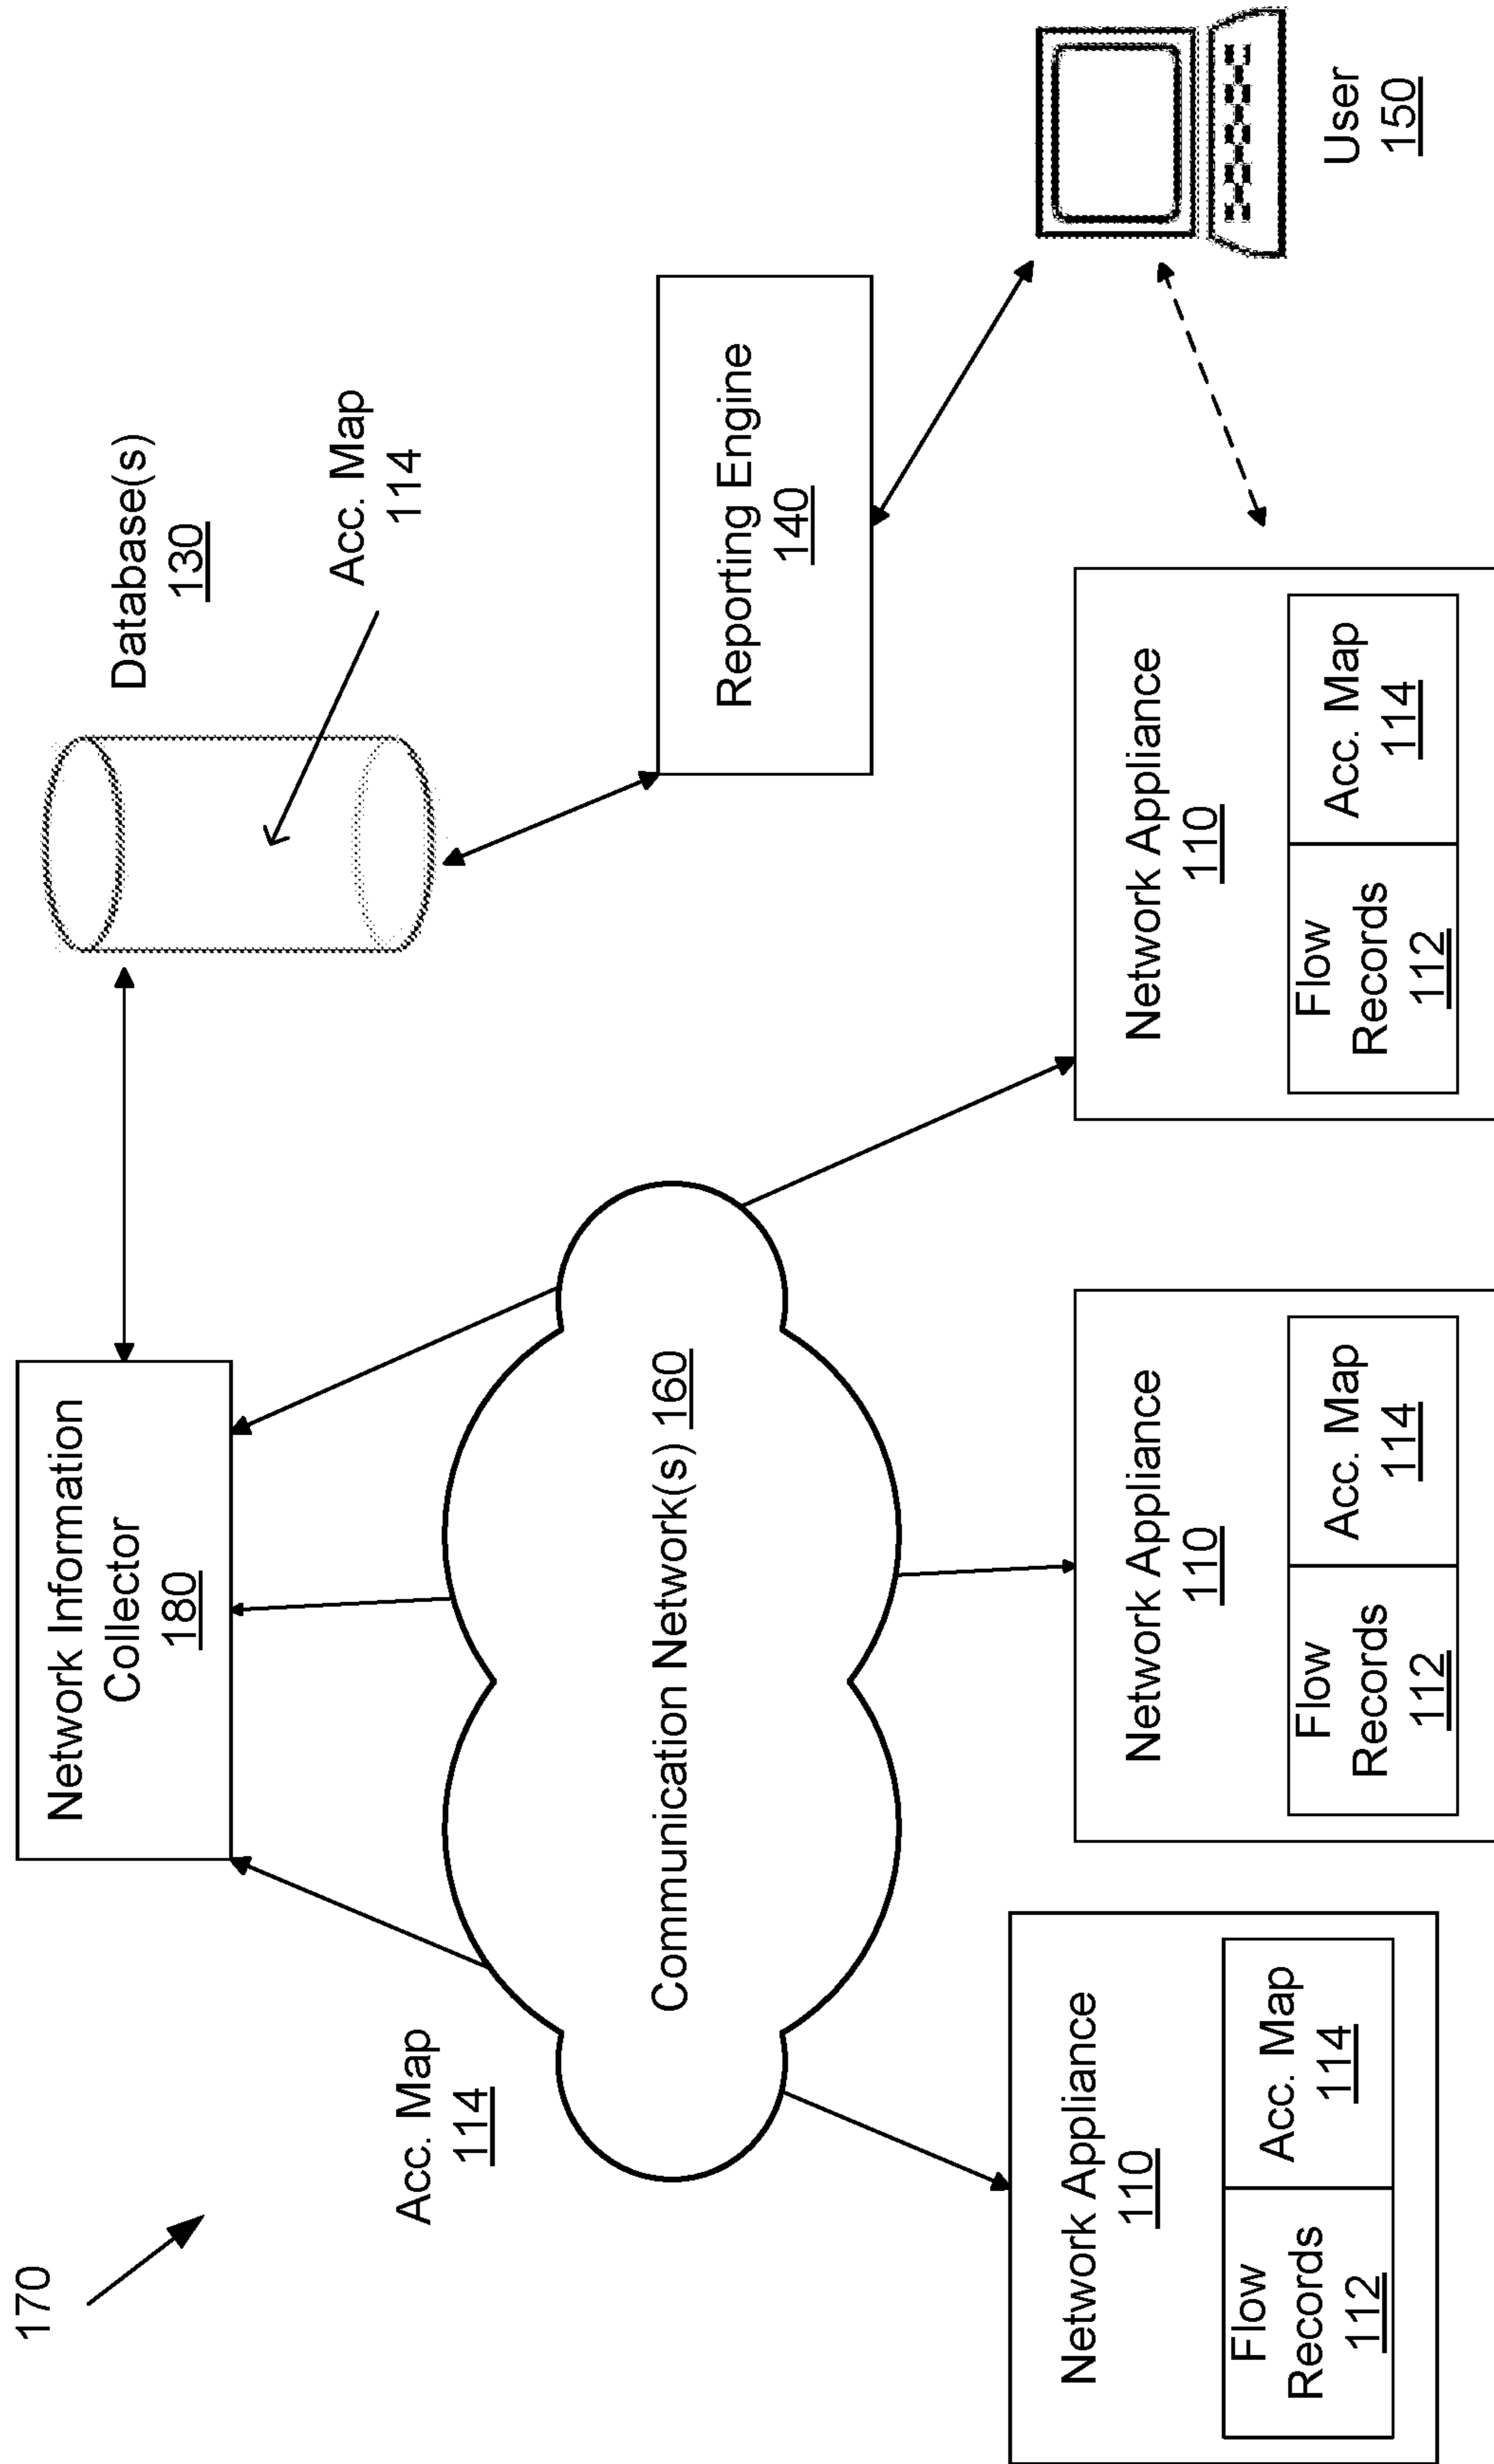 170
Network Information
Collector
180
Database(s)
130
Acc. Map
114
Acc. Map
114
Communication Network(s) 160
Reporting Engine
140
User
150
Network Appliance
110
Flow
Records
112
Acc. Map
114
Network Appliance
110
Flow
Records
112
Acc. Map
114
Network Appliance
110
Flow
Records
112
Acc. Map
114